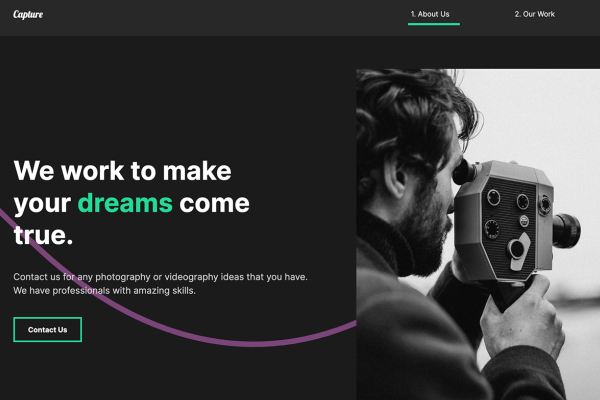 Capture
1. About Us
2. Our Work
We work to make
your dreams come
true.
Contact us for any photography or videography ideas that you have.
We have professionals with amazing skills.
Contact Us